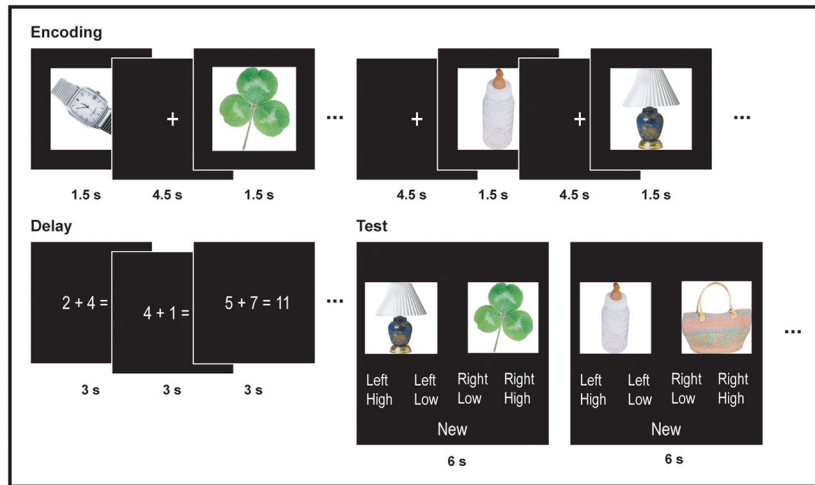 Encoding
+
...
+
+
...
1.5 s
4.5 s
1.5 s
4.5 s
1.5 s
4.5 s
1.5 s
Delay
2 + 4 =
4 + 1 =
5 + 7 = 11
...
3 s
3 s
3 s
Test
Left High
Left Low
Right Low
Right High
New
6 s
Left High
Left Low
Right Low
Right High
New
6 s
...